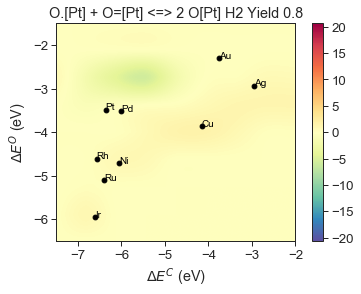 O.[Pt] + O=[Pt] <=> 2 O[Pt] H2 Yield 0.8
ΔE^O (eV)
−2
−3
−4
−5
−6
Au
Ag
Pt
Pd
Cu
Rh
Ni
Ru
Ir
−7
−6
−5
−4
−3
−2
ΔE^C (eV)
20
15
10
5
0
−5
−10
−15
−20